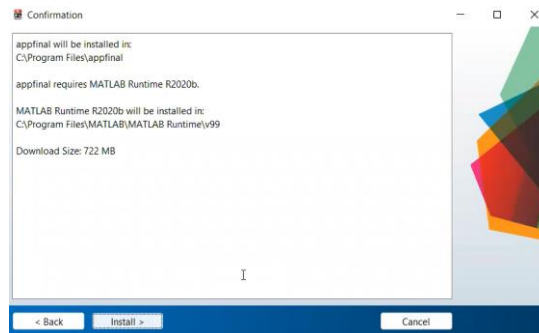 Confirmation
appfinal will be installed in:
C:\Program Files\appfinal
appfinal requires MATLAB Runtime R2020b.
MATLAB Runtime R2020b will be installed in:
C:\Program Files\MATLAB\MATLAB Runtime\v99
Download Size: 722 MB
< Back
Install >
Cancel